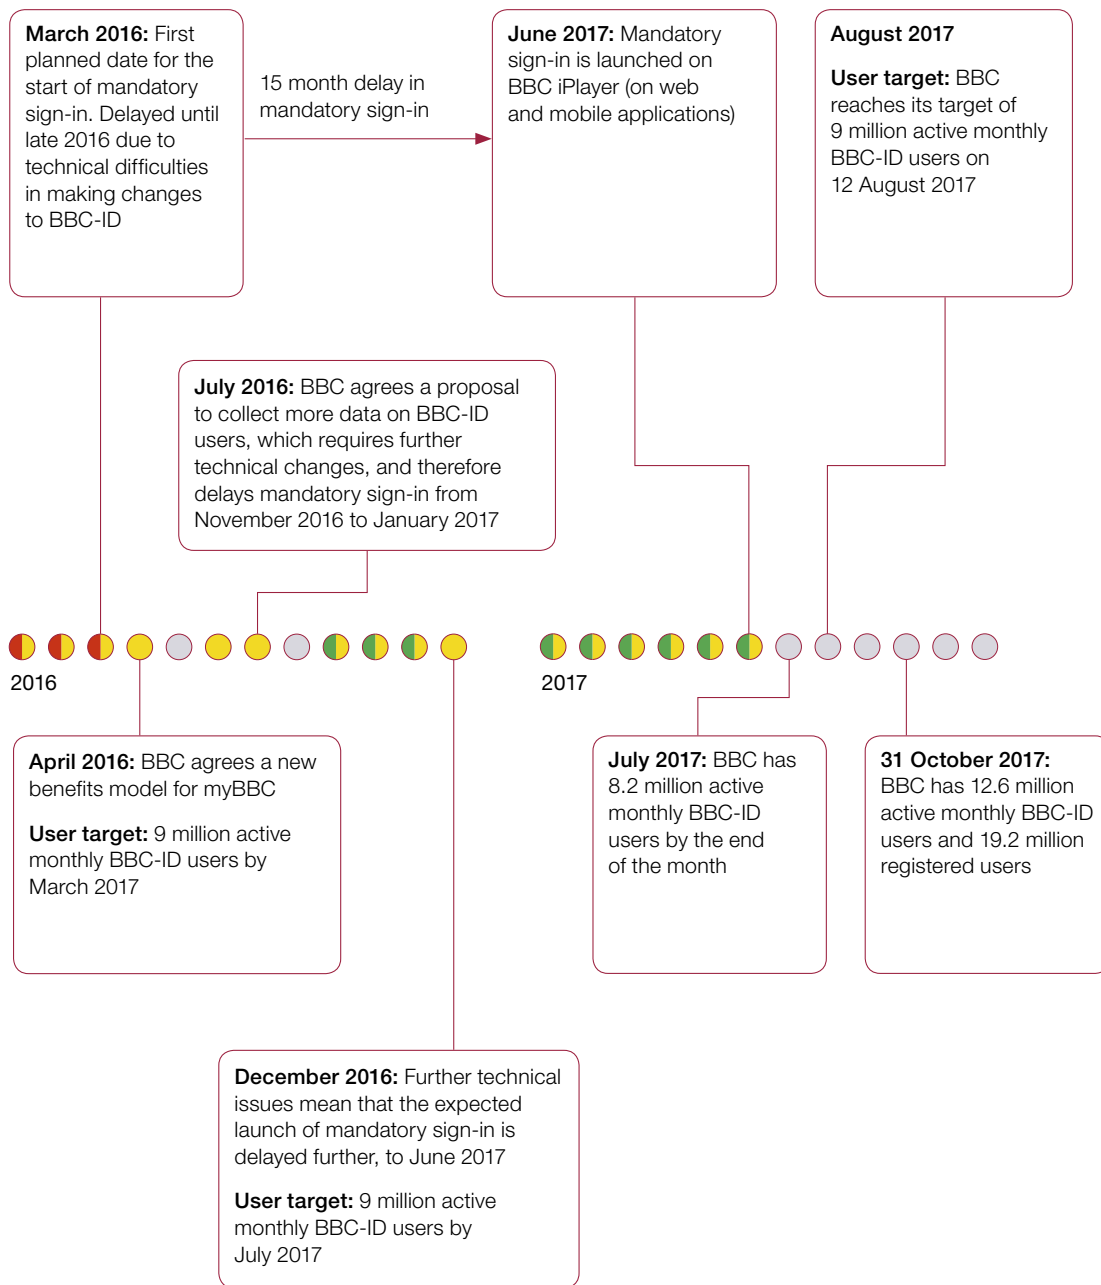 March 2016: First
planned date for the
start of mandatory
sign-in. Delayed until
late 2016 due to
technical difficulties
in making changes
to BBC-ID
15 month delay in
mandatory sign-in
June 2017: Mandatory
sign-in is launched on
BBC iPlayer (on web
and mobile applications)
August 2017
User target: BBC
reaches its target of
9 million active monthly
BBC-ID users on
12 August 2017
July 2016: BBC agrees a proposal
to collect more data on BBC-ID
users, which requires further
technical changes, and therefore
delays mandatory sign-in from
November 2016 to January 2017
2016
2017
April 2016: BBC agrees a new
benefits model for myBBC
User target: 9 million active
monthly BBC-ID users by
March 2017
July 2017: BBC has
8.2 million active
monthly BBC-ID
users by the end
of the month
31 October 2017:
BBC has 12.6 million
active monthly BBC-ID
users and 19.2 million
registered users
December 2016: Further technical
issues mean that the expected
launch of mandatory sign-in is
delayed further, to June 2017
User target: 9 million active
monthly BBC-ID users by
July 2017